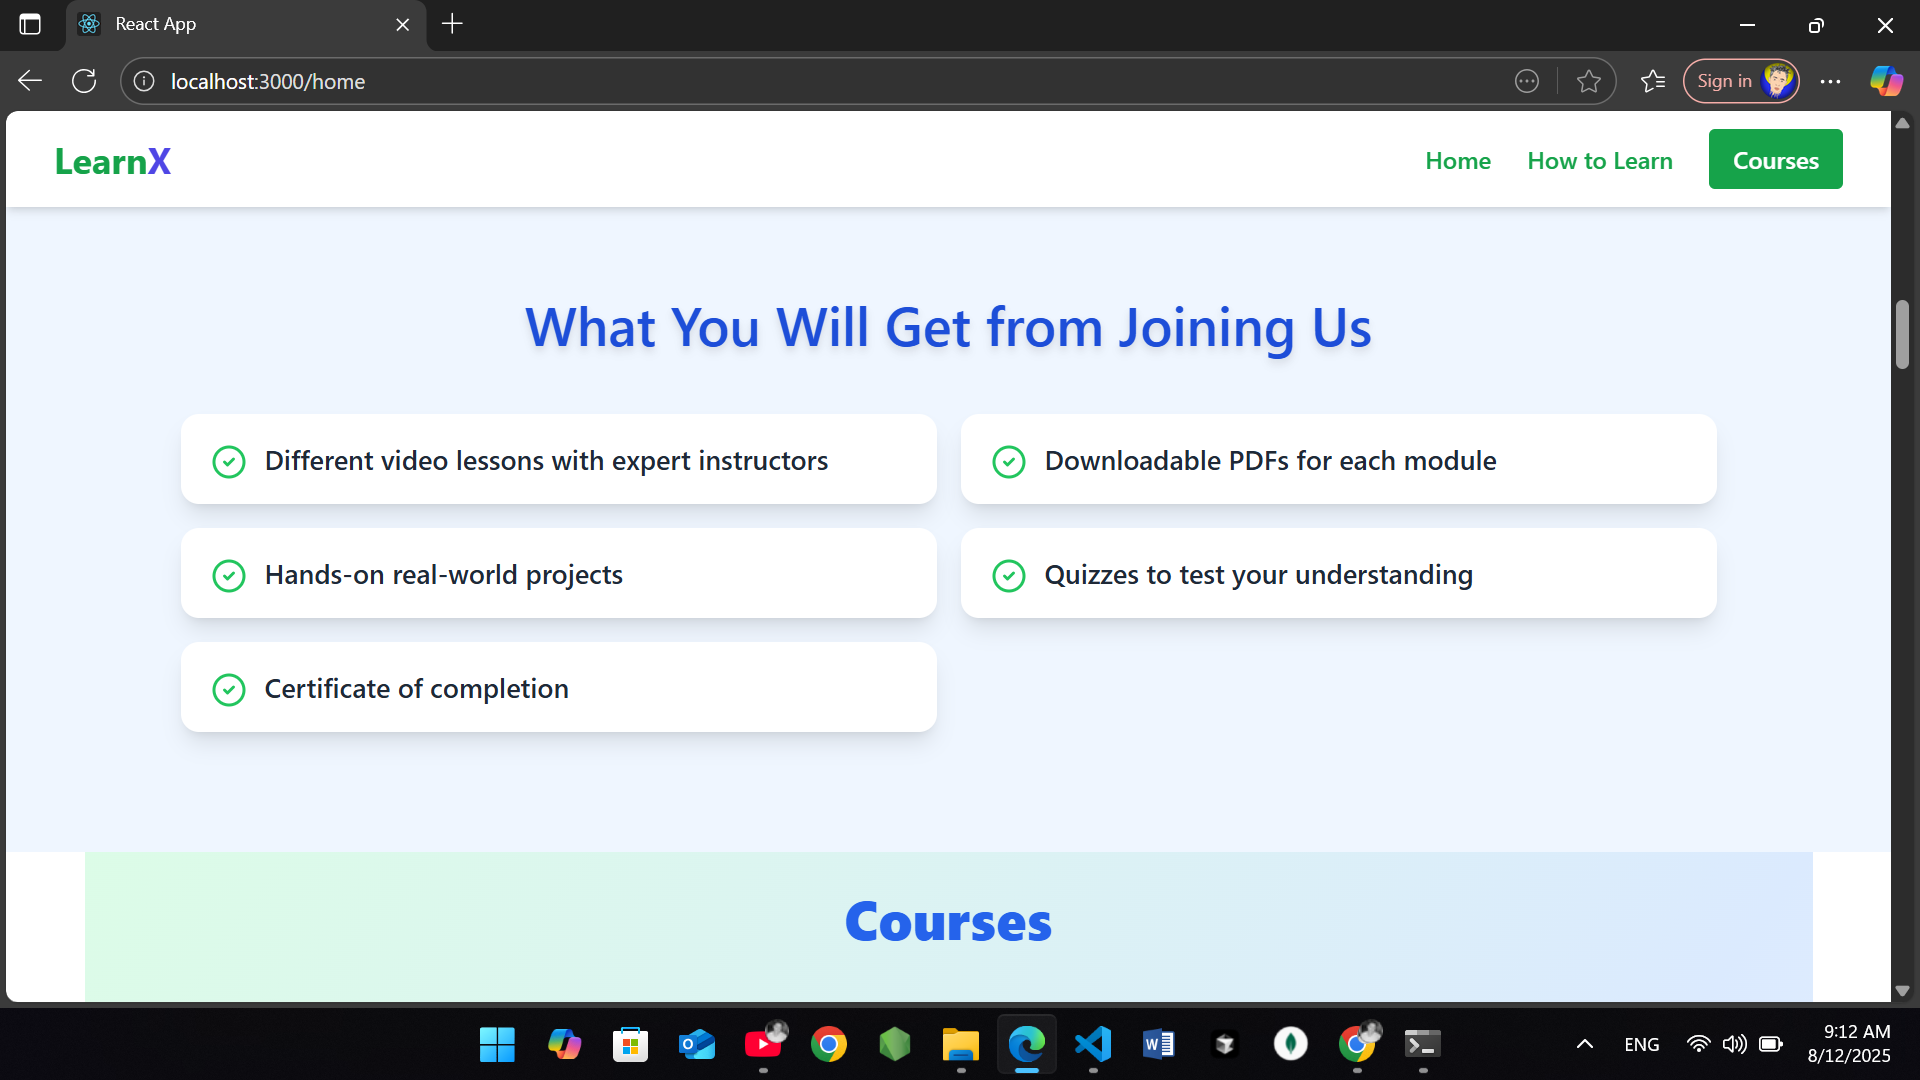 React App
localhost:3000/home
Sign in
LearnX
Home
How to Learn
Courses
What You Will Get from Joining Us
Different video lessons with expert instructors
Downloadable PDFs for each module
Hands-on real-world projects
Quizzes to test your understanding
Certificate of completion
Courses
ENG
9:12 AM
8/12/2025